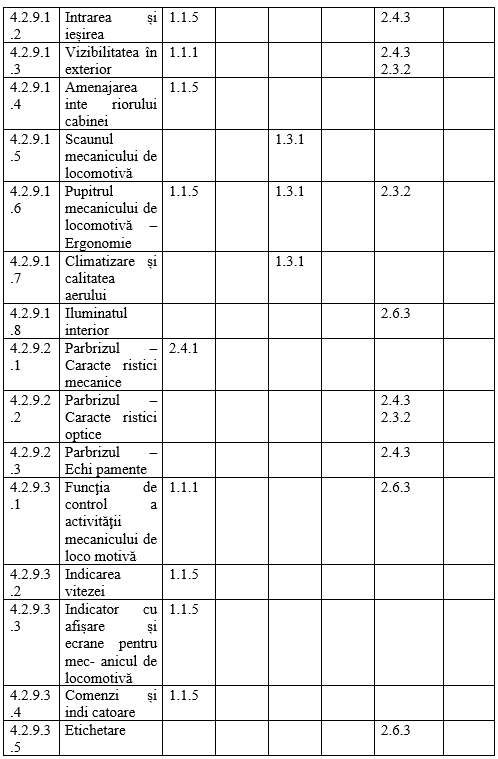 4.2.9.1 Intrarea și 1.1.5 2.4.3
.2 ieșirea
4.2.9.1 Vizibilitatea în 1.1.1 2.4.3
.3 exterior 2.3.2
4.2.9.1 Amenajarea 1.1.5
.4 inte riorului
cabinei
4.2.9.1 Scaunul 1.3.1
.5 mecanicului de
locomotivă
4.2.9.1 Pupitrul 1.1.5 1.3.1 2.3.2
.6 mecanicului de
locomotivă –
Ergonomie
4.2.9.1 Climatizare și 1.3.1
.7 calitatea
aerului
4.2.9.1 Iluminatul 2.6.3
.8 interior
4.2.9.2 Parbrizul – 2.4.1
.1 Caracte ristici
mecanice
4.2.9.2 Parbrizul – 2.4.3
.2 Caracte ristici 2.3.2
optice
4.2.9.2 Parbrizul – 2.4.3
.3 Echi pamente
4.2.9.3 Funcţia de 1.1.1 2.6.3
.1 control a
activităţii
mecanicului de
loco motivă
4.2.9.3 Indicarea 1.1.5
.2 vitezei
4.2.9.3 Indicator cu 1.1.5
.3 afișare și
ecrane pentru
mec- anicul de
locomotivă
4.2.9.3 Comenzi și 1.1.5
.4 indi catoare
4.2.9.3 Etichetare 2.6.3
.5